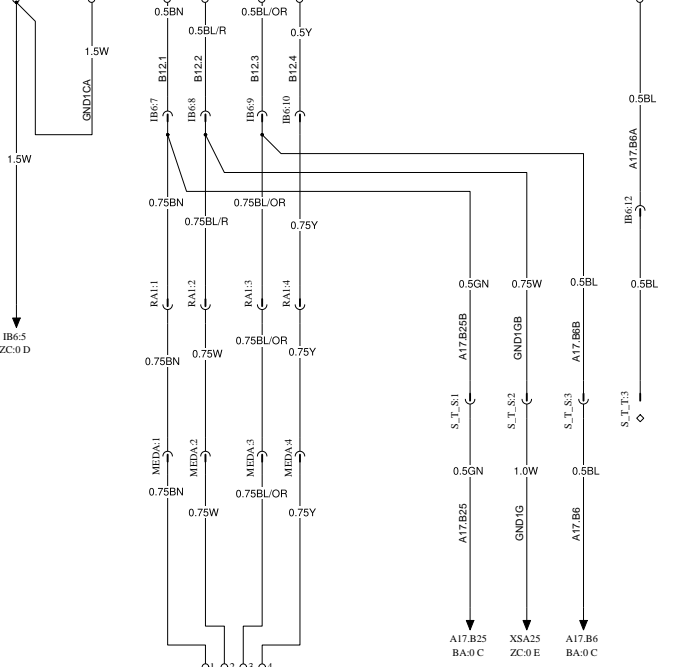 0.5BN
0.5BL/R
0.5BL/OR
0.5Y
1.5W
B12.1
B12.2
B12.3
B12.4
GND1CA
0.5BL
IB6:7
IB6:8
IB6:9
IB6:10
A17.B6A
1.5W
0.75BN
0.75BL/R
0.75BL/OR
0.75Y
IB6:12
RA1:1
RA1:2
RA1:3
RA1:4
0.5GN
0.75W
0.5BL
0.5BL
IB6:5
ZC:0 D
0.75BN
0.75W
0.75BL/OR
0.75Y
A17.B25B
GND1GB
A17.B6B
S_T_S:1
S_T_S:2
S_T_S:3
S_T_T:3
MEDA:1
MEDA:2
MEDA:3
MEDA:4
0.5GN
1.0W
0.5BL
0.75BN
0.75W
0.75BL/OR
0.75Y
A17.B25
GND1G
A17.B6
A17.B25
BA:0 C
XSA25
ZC:0 E
A17.B6
BA:0 C
1
2
3
4